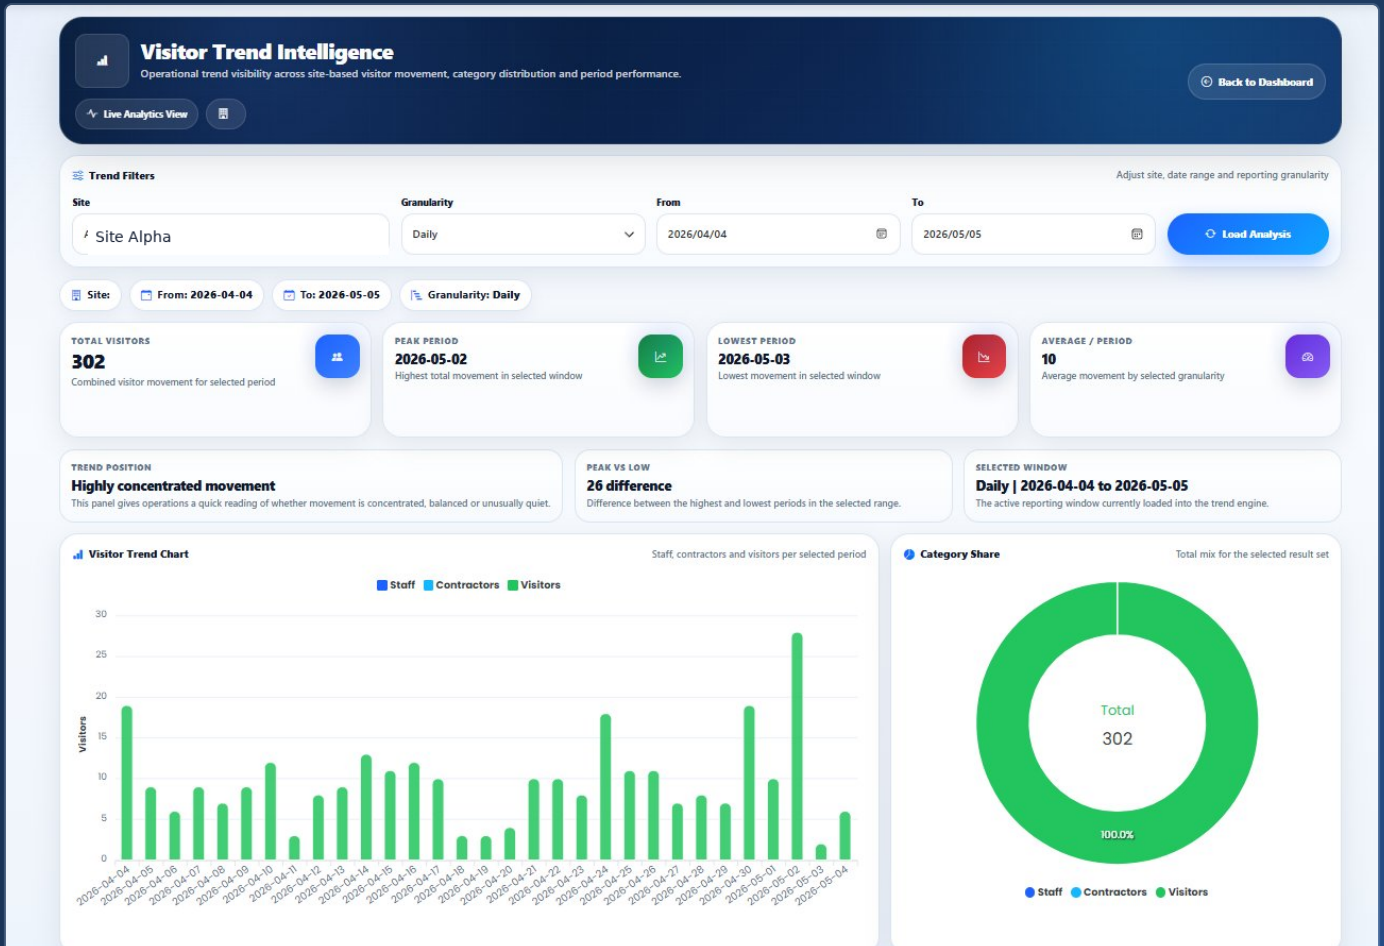 Visitor Trend Intelligence
Operational trend visibility across site-based visitor movement, category distribution and period performance.
Back to Dashboard
Live Analytics View
Trend Filters
Adjust site, date range and reporting granularity
Site
Granularity
From
To
Site Alpha
Daily
2026/04/04
2026/05/05
Load Analysis
Site:
From: 2026-04-04
To: 2026-05-05
Granularity: Daily
TOTAL VISITORS
302
Combined visitor movement for selected period
PEAK PERIOD
2026-05-02
Highest total movement in selected window
LOWEST PERIOD
2026-05-03
Lowest movement in selected window
AVERAGE / PERIOD
10
Average movement by selected granularity
TREND POSITION
Highly concentrated movement
This panel gives operations a quick reading of whether movement is concentrated, balanced or unusually quiet.
PEAK VS LOW
26 difference
Difference between the highest and lowest periods in the selected range.
SELECTED WINDOW
Daily | 2026-04-04 to 2026-05-05
The active reporting window currently loaded into the trend engine.
Visitor Trend Chart
Staff, contractors and visitors per selected period
Staff Contractors Visitors
30
25
20
15
10
5
0
Visitors
2026-04-04
2026-04-05
2026-04-06
2026-04-07
2026-04-08
2026-04-09
2026-04-10
2026-04-11
2026-04-12
2026-04-13
2026-04-14
2026-04-15
2026-04-16
2026-04-17
2026-04-18
2026-04-19
2026-04-20
2026-04-21
2026-04-22
2026-04-23
2026-04-24
2026-04-25
2026-04-26
2026-04-27
2026-04-28
2026-04-29
2026-04-30
2026-05-01
2026-05-02
2026-05-03
2026-05-04
Category Share
Total mix for the selected result set
Total
302
100.0%
Staff Contractors Visitors